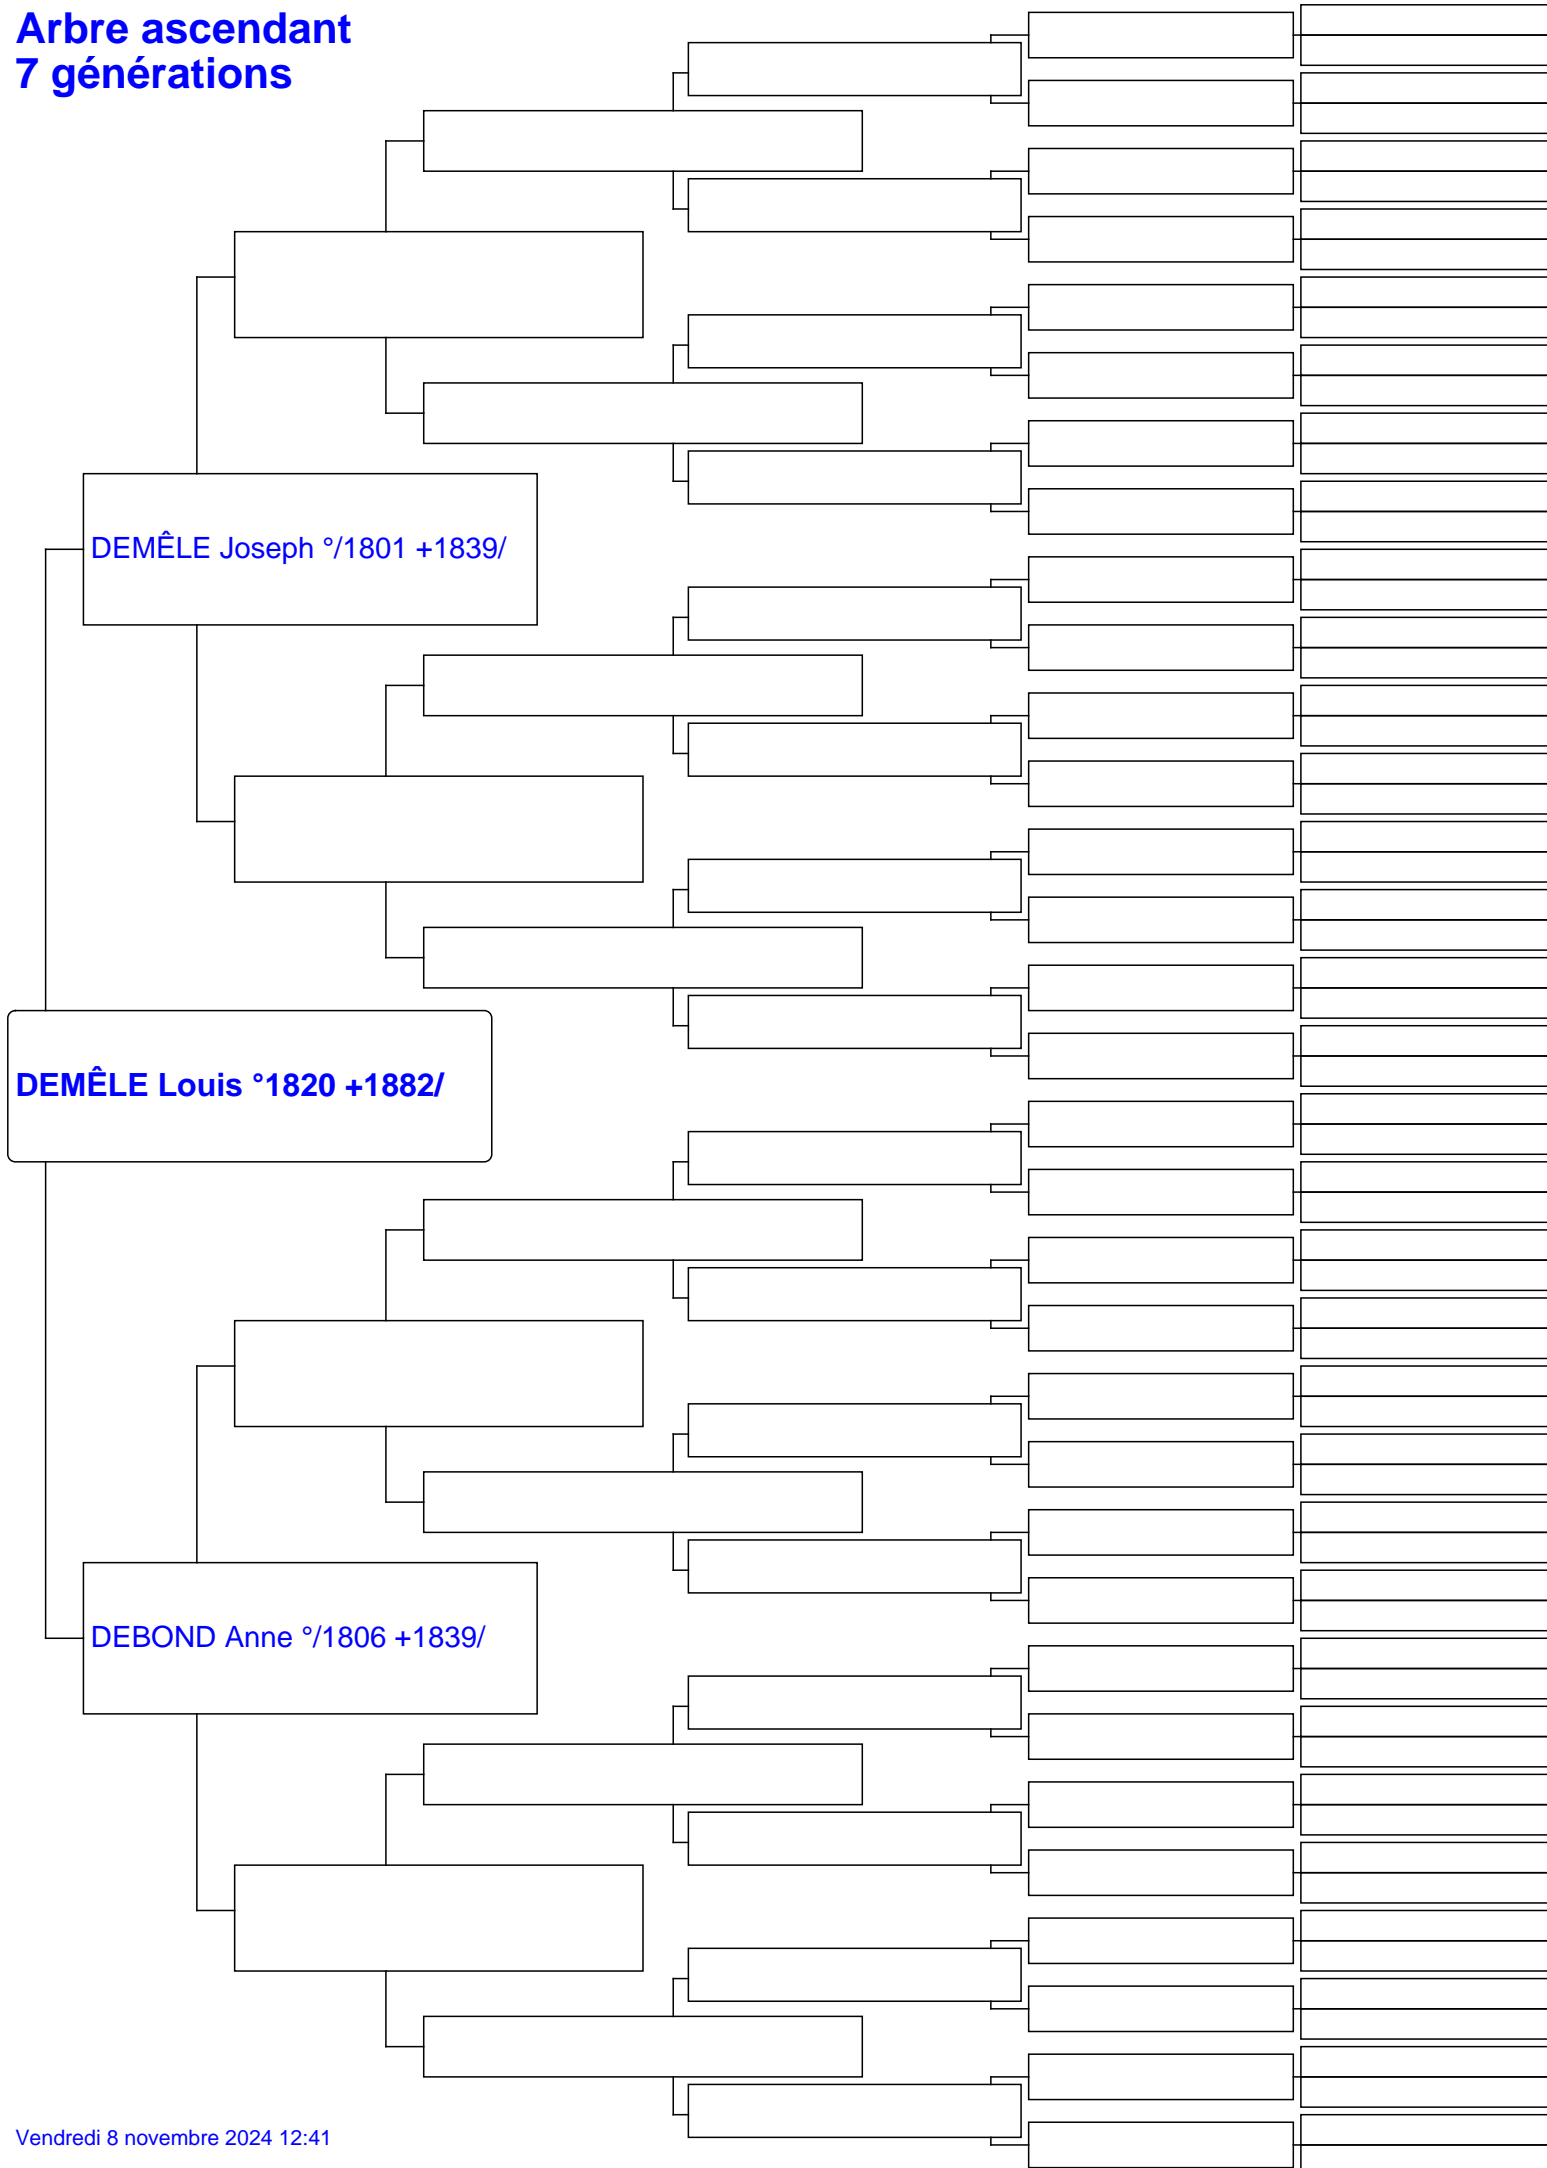 Arbre ascendant
7 générations
DEMÊLE Joseph °/1801 +1839/
DEMÊLE Louis °1820 +1882/
DEBOND Anne °/1806 +1839/
Vendredi 8 novembre 2024 12:41